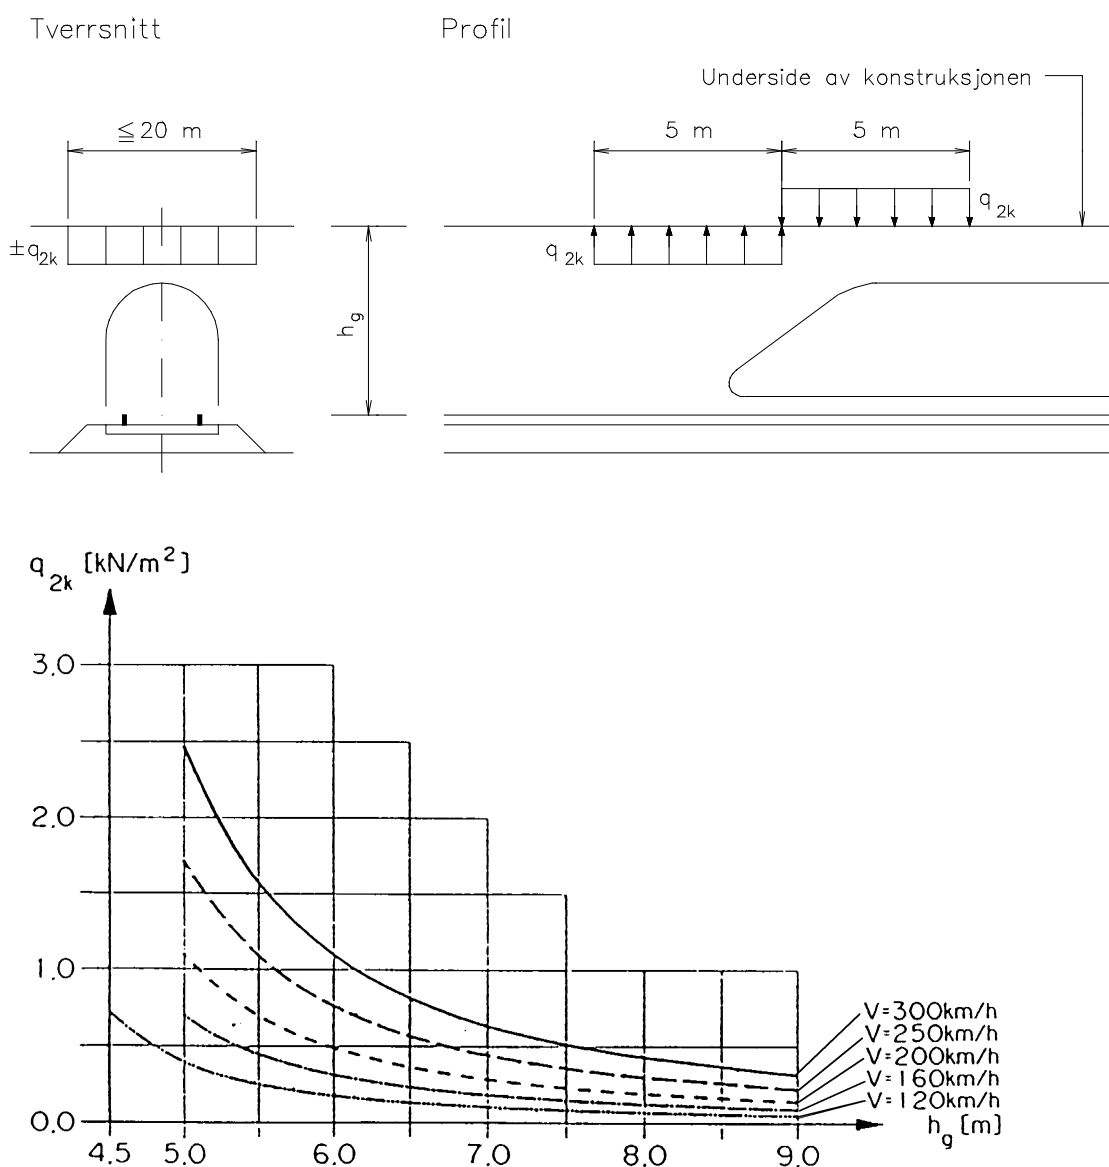 Tverrsnitt
Profil
Underside av konstruksjonen
≦20 m
5 m
5 m
q2k
±q2k
q2k
hg
q2k [kN/m²]
3.0
2.0
1.0
0.0
V=300km/h
V=250km/h
V=200km/h
V=160km/h
V=120km/h
hg [m]
4.5 5.0 6.0 7.0 8.0 9.0